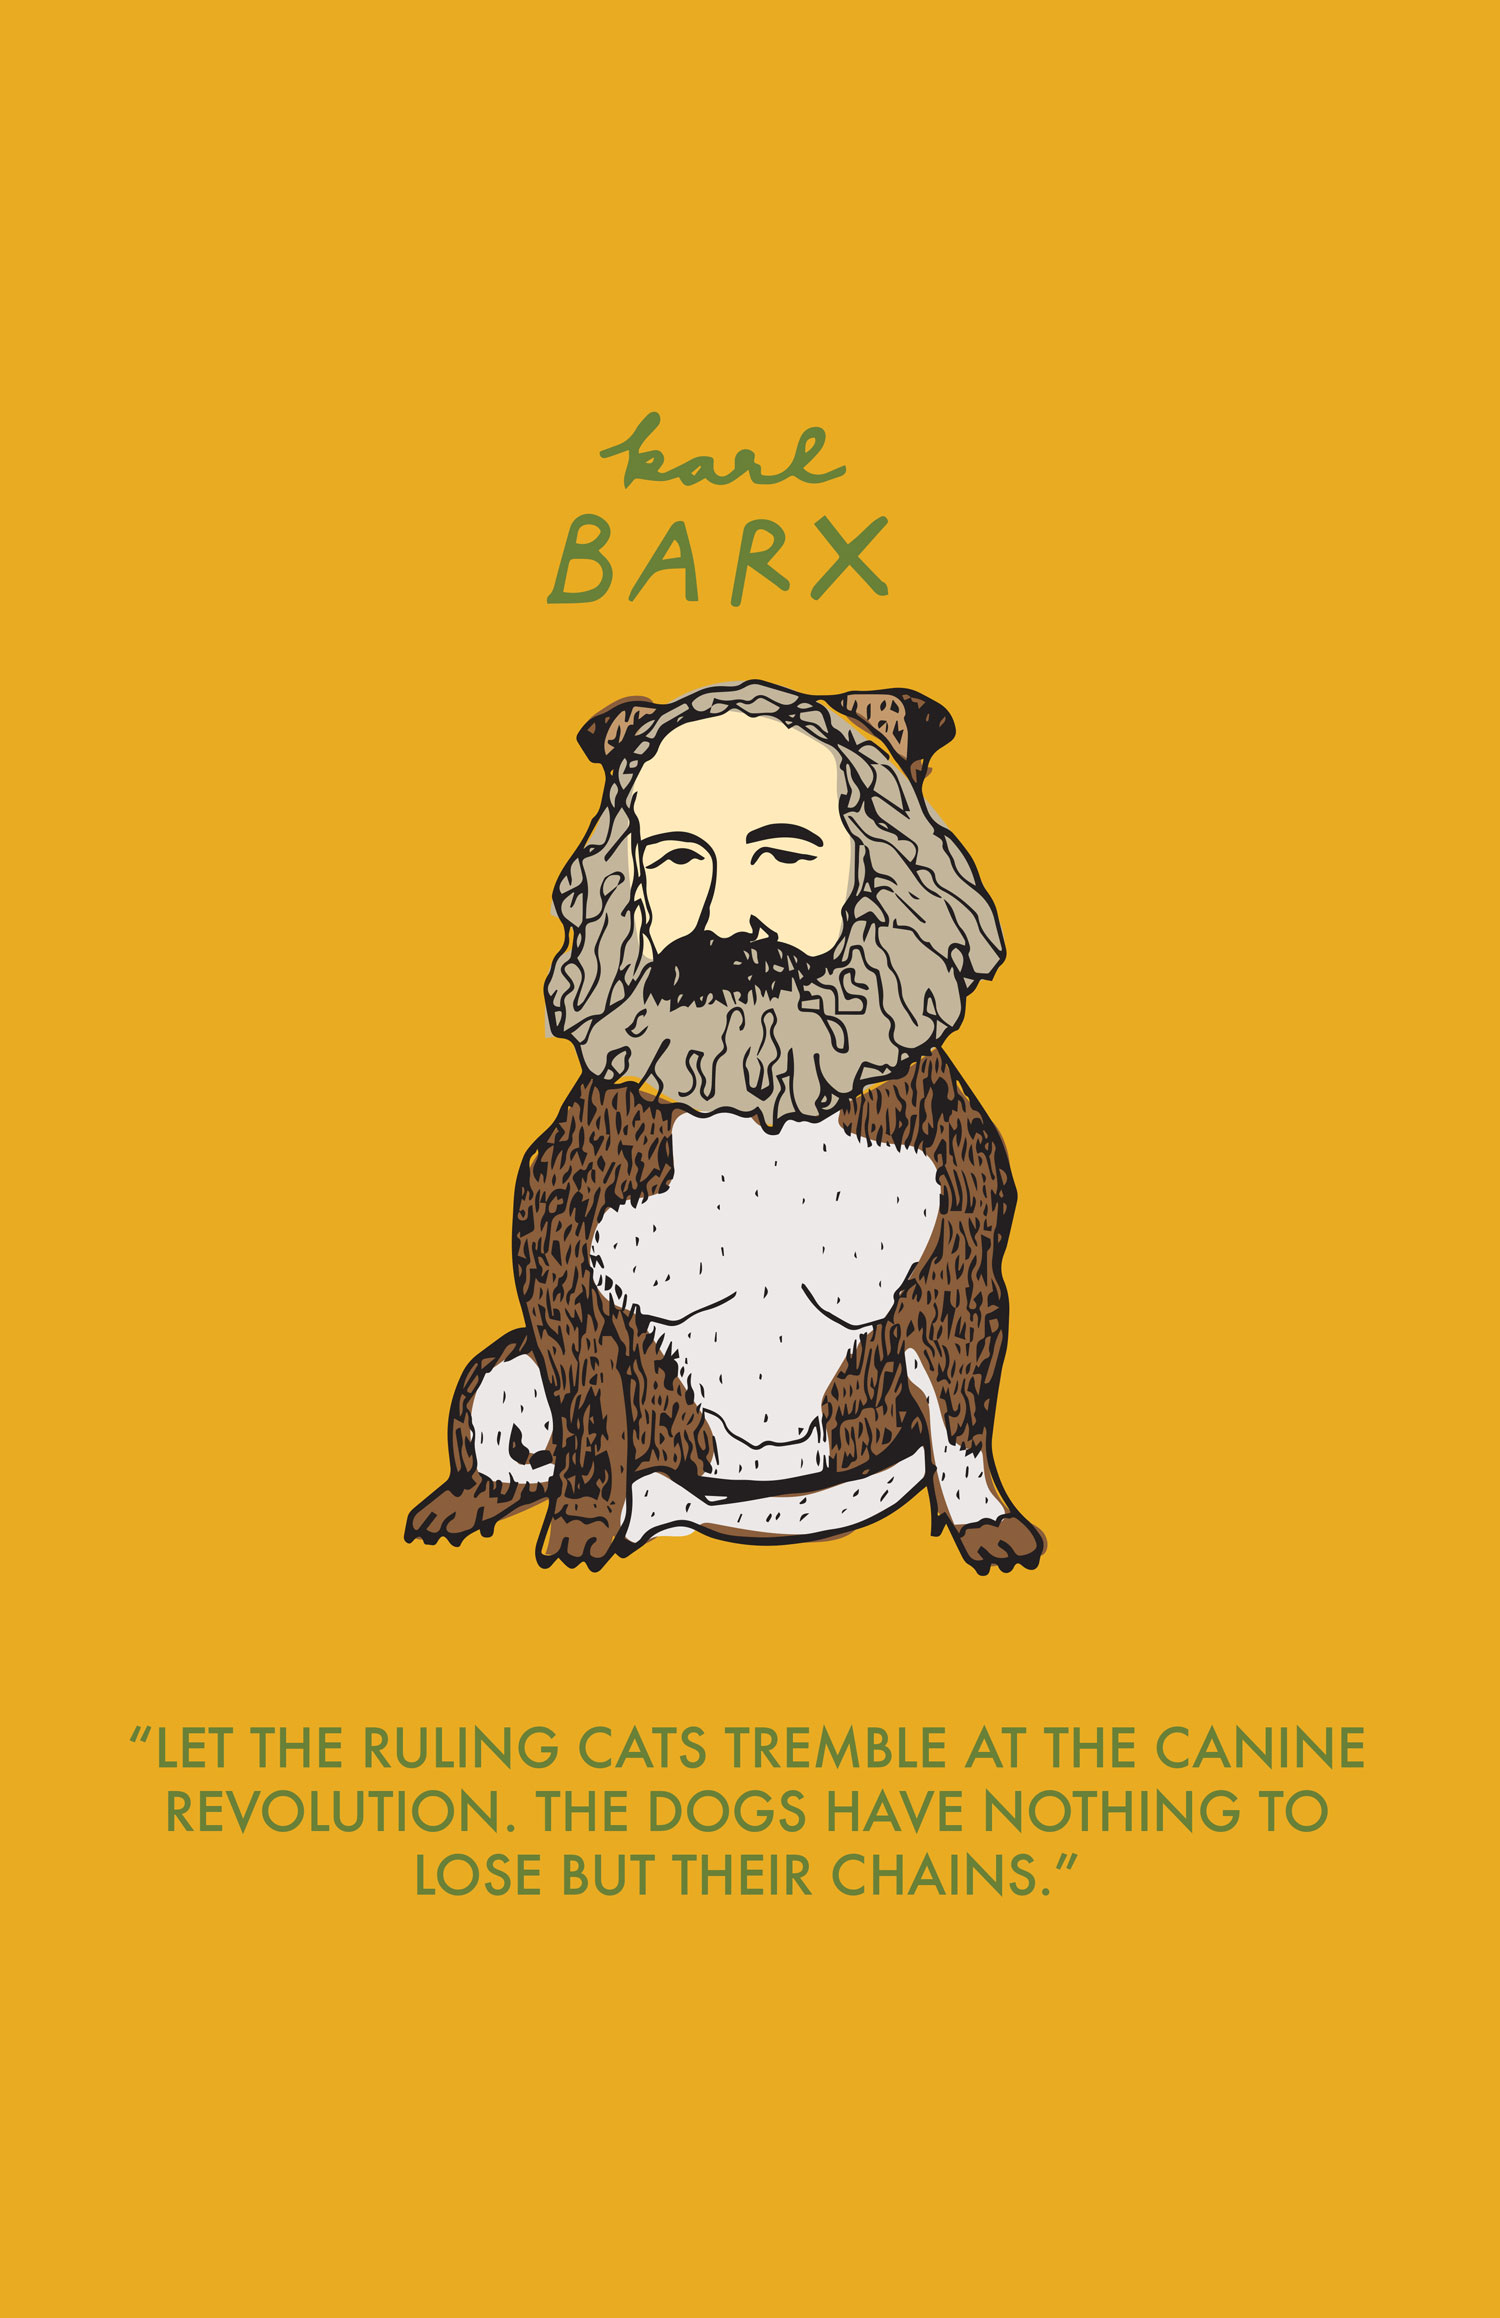 karl
BARX
“LET THE RULING CATS TREMBLE AT THE CANINE
REVOLUTION. THE DOGS HAVE NOTHING TO
LOSE BUT THEIR CHAINS.”